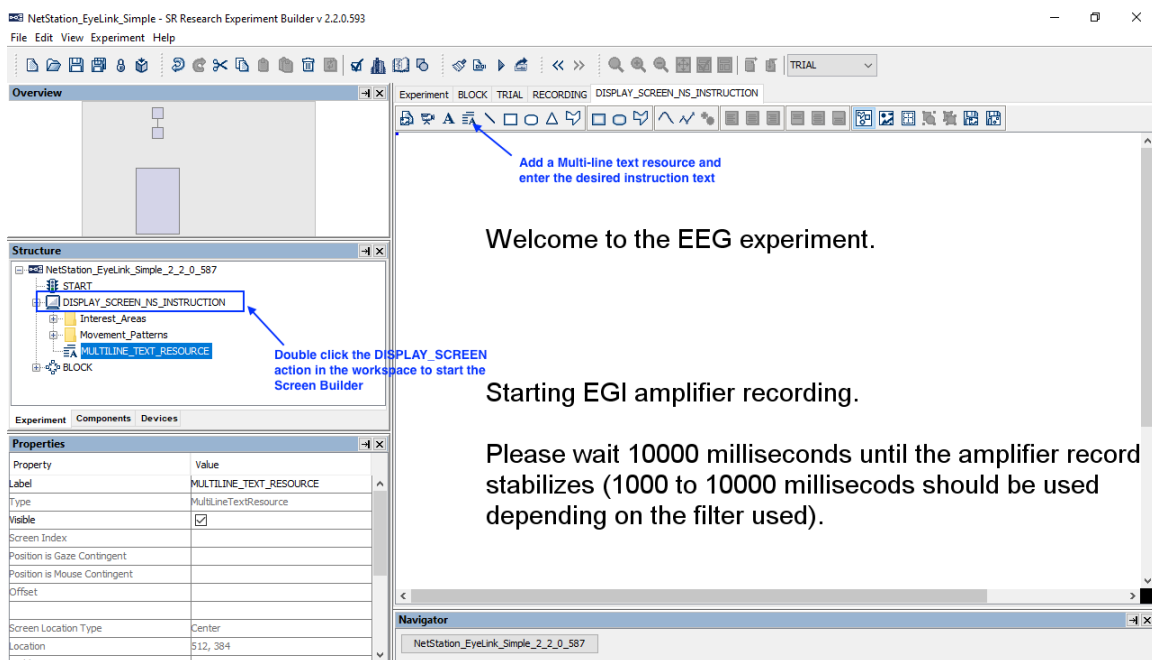 NetStation_EyeLink_Simple - SR Research Experiment Builder v 2.2.0.593
File Edit View Experiment Help
TRIAL
Overview
Experiment BLOCK TRIAL RECORDING DISPLAY_SCREEN_NS_INSTRUCTION
Add a Multi-line text resource and
enter the desired instruction text
Welcome to the EEG experiment.
Starting EGI amplifier recording.
Please wait 10000 milliseconds until the amplifier record
stabilizes (1000 to 10000 millisecods should be used
depending on the filter used).
Structure
NetStation_EyeLink_Simple_2_2_0_587
START
DISPLAY_SCREEN_NS_INSTRUCTION
Interest_Areas
Movement_Patterns
MULTILINE_TEXT_RESOURCE
BLOCK
Double click the DISPLAY_SCREEN
action in the workspace to start the
Screen Builder
Experiment Components Devices
Properties
Property Value
Label MULTILINE_TEXT_RESOURCE
Type MultiLineTextResource
Visible
Screen Index
Position is Gaze Contingent
Position is Mouse Contingent
Offset
Screen Location Type Center
Location 512, 384
Navigator
NetStation_EyeLink_Simple_2_2_0_587